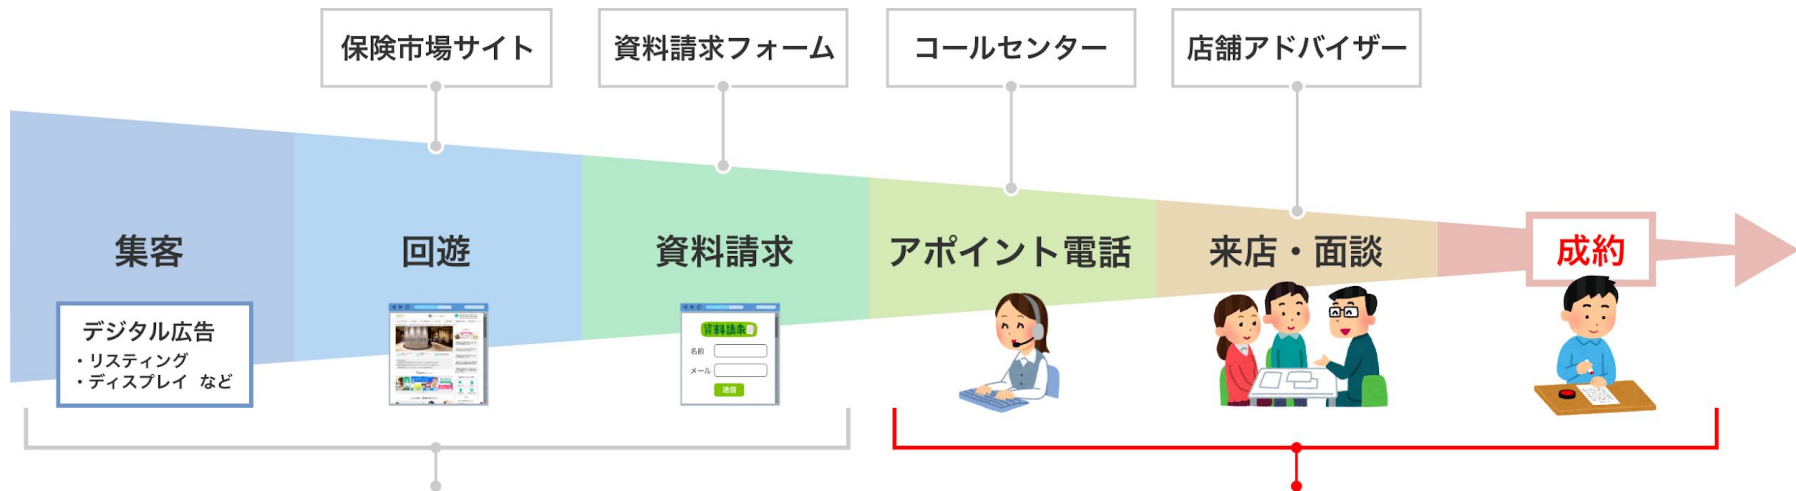 保険市場サイト
資料請求フォーム
コールセンター
店舗アドバイザー
集客
回遊
資料請求
アポイント電話
来店・面談
成約
デジタル広告
・リスティング
・ディスプレイ など
資料請求
名前
メール
送信